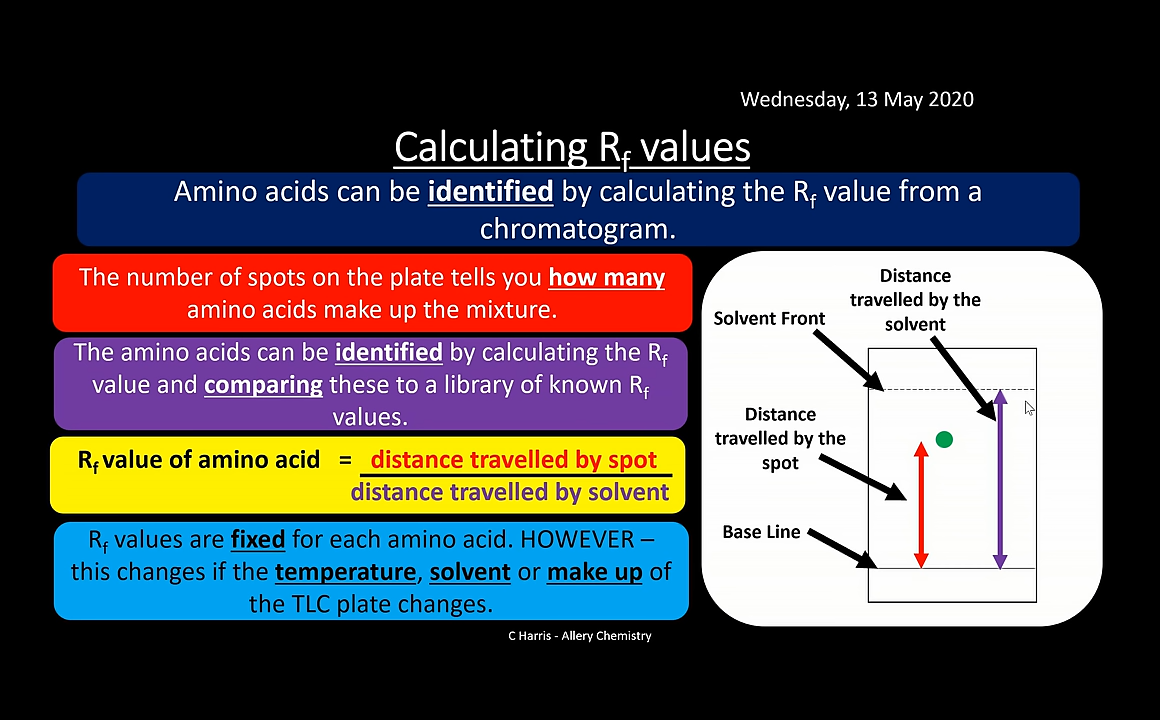 Wednesday, 13 May 2020
Calculating Rf values
Amino acids can be identified by calculating the Rf value from a
chromatogram.
The number of spots on the plate tells you how many
amino acids make up the mixture.
The amino acids can be identified by calculating the Rf
value and comparing these to a library of known Rf
values.
Rf value of amino acid = distance travelled by spot
distance travelled by solvent
Rf values are fixed for each amino acid. HOWEVER –
this changes if the temperature, solvent or make up of
the TLC plate changes.
Distance
travelled by the
solvent
Solvent Front
Distance
travelled by the
spot
Base Line
C Harris - Allery Chemistry